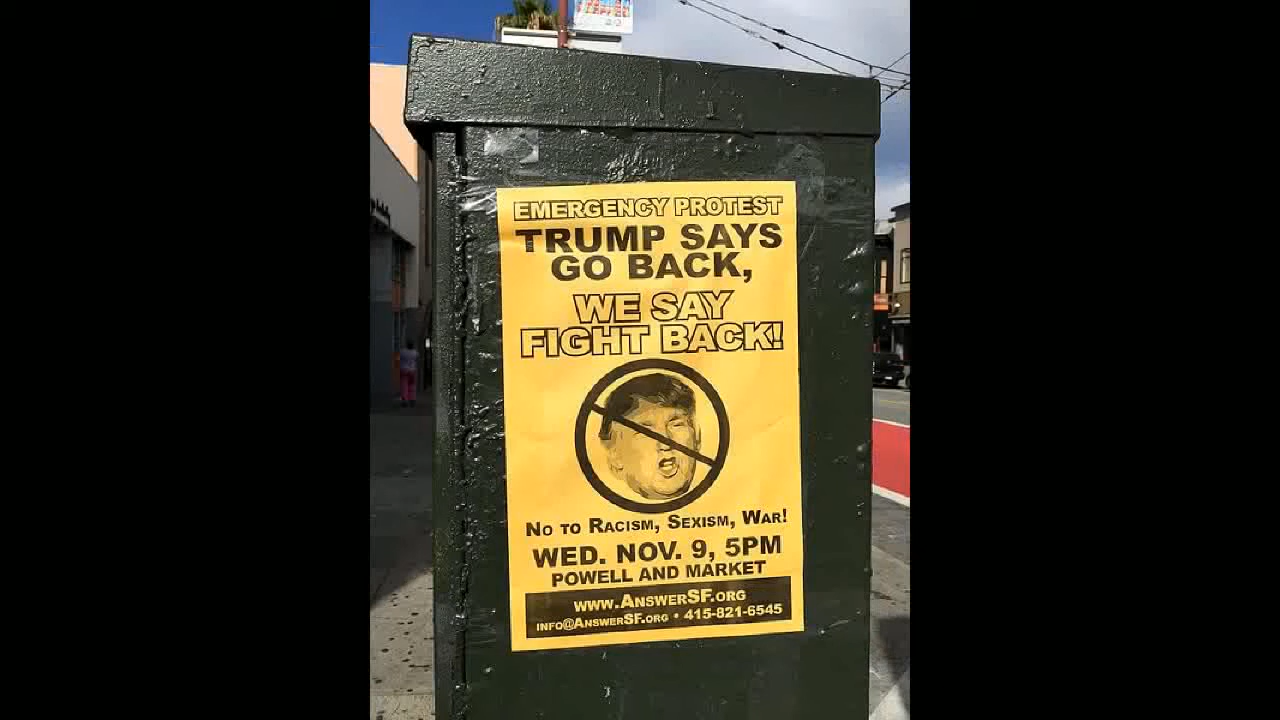 EMERGENCY PROTEST
TRUMP SAYS
GO BACK,
WE SAY
FIGHT BACK!
NO TO RACISM, SEXISM, WAR!
WED. NOV. 9, 5PM
POWELL AND MARKET
WWW.ANSWERSF.ORG
INFO@ANSWERSF.ORG • 415-821-6545